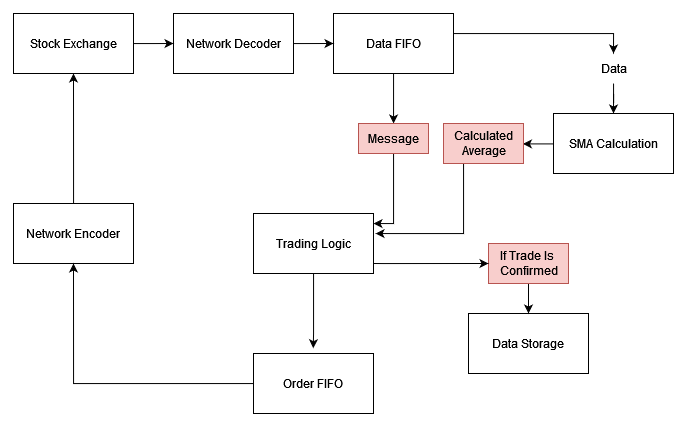 Stock Exchange
Network Decoder
Data FIFO
Data
Message
Calculated
Average
SMA Calculation
Network Encoder
Trading Logic
If Trade Is
Confirmed
Data Storage
Order FIFO